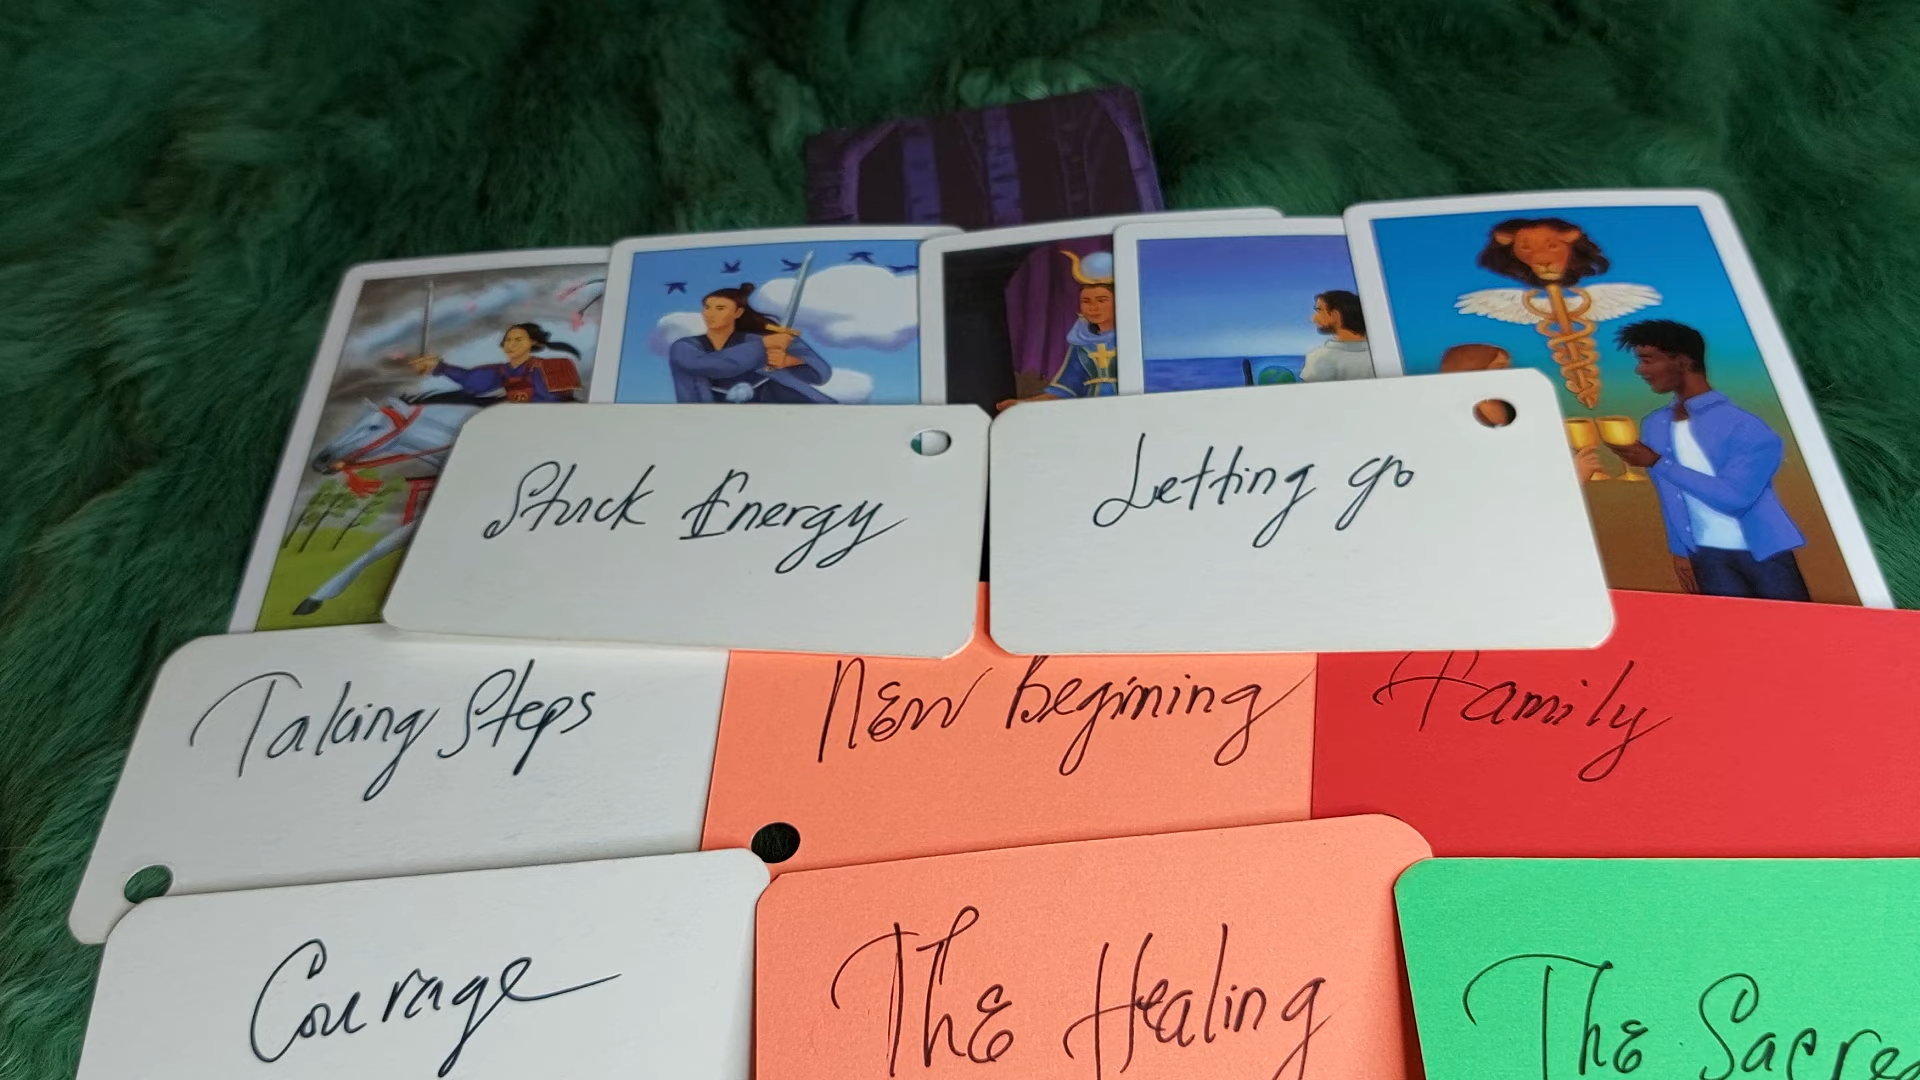 Stuck Energy
Letting go
Taking Steps
New Begining
Family
Courage
The Healing
The Sacre